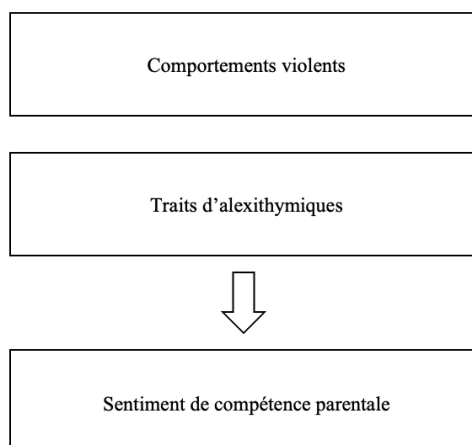 Comportements violents
Traits d’alexithymiques
Sentiment de compétence parentale